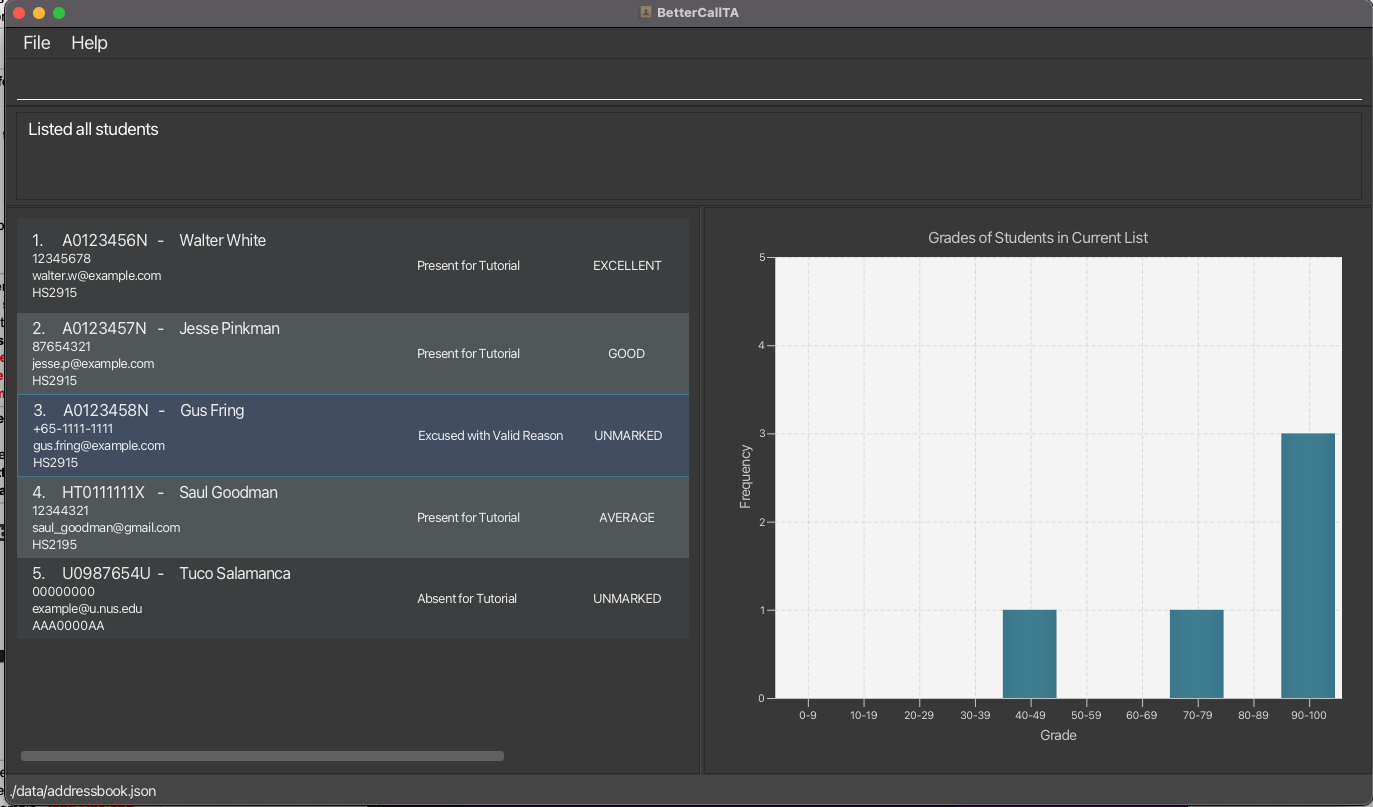 BetterCallTA
File Help
Listed all students
1. A0123456N - Walter White
12345678
walter.w@example.com
HS2915
Present for Tutorial
EXCELLENT
2. A0123457N - Jesse Pinkman
87654321
jesse.p@example.com
HS2915
Present for Tutorial
GOOD
3. A0123458N - Gus Fring
+65-1111-1111
gus.fring@example.com
HS2915
Excused with Valid Reason
UNMARKED
4. HT0111111X - Saul Goodman
12344321
saul_goodman@gmail.com
HS2195
Present for Tutorial
AVERAGE
5. U0987654U - Tuco Salamanca
00000000
example@u.nus.edu
AAA0000AA
Absent for Tutorial
UNMARKED
Grades of Students in Current List
Frequency
5
4
3
2
1
0
0-9 10-19 20-29 30-39 40-49 50-59 60-69 70-79 80-89 90-100
Grade
./data/addressbook.json